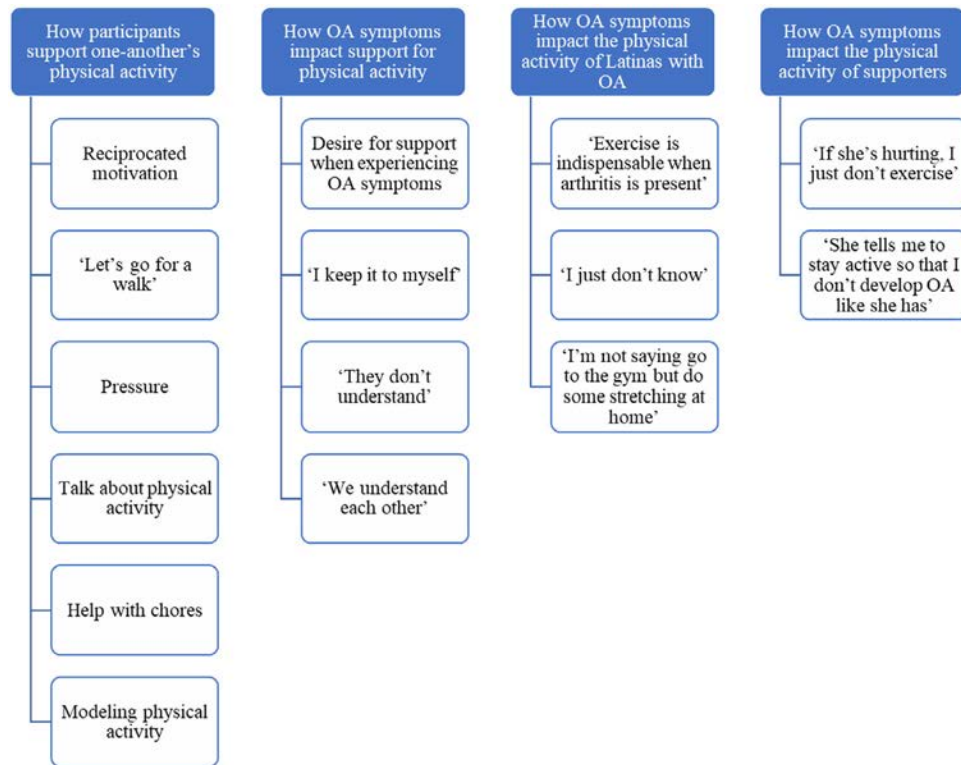 How participants
support one-another's
physical activity
Reciprocated
motivation
‘Let’s go for a
walk’
Pressure
Talk about physical
activity
Help with chores
Modeling physical
activity
How OA symptoms
impact support for
physical activity
Desire for support
when experiencing
OA symptoms
‘I keep it to myself’
‘They don’t
understand’
‘We understand
each other’
How OA symptoms
impact the physical
activity of Latinas with
OA
‘Exercise is
indispensable when
arthritis is present’
‘I just don’t know’
‘I’m not saying go
to the gym but do
some stretching at
home’
How OA symptoms
impact the physical
activity of supporters
‘If she’s hurting, I
just don’t exercise’
‘She tells me to
stay active so that I
don’t develop OA
like she has’